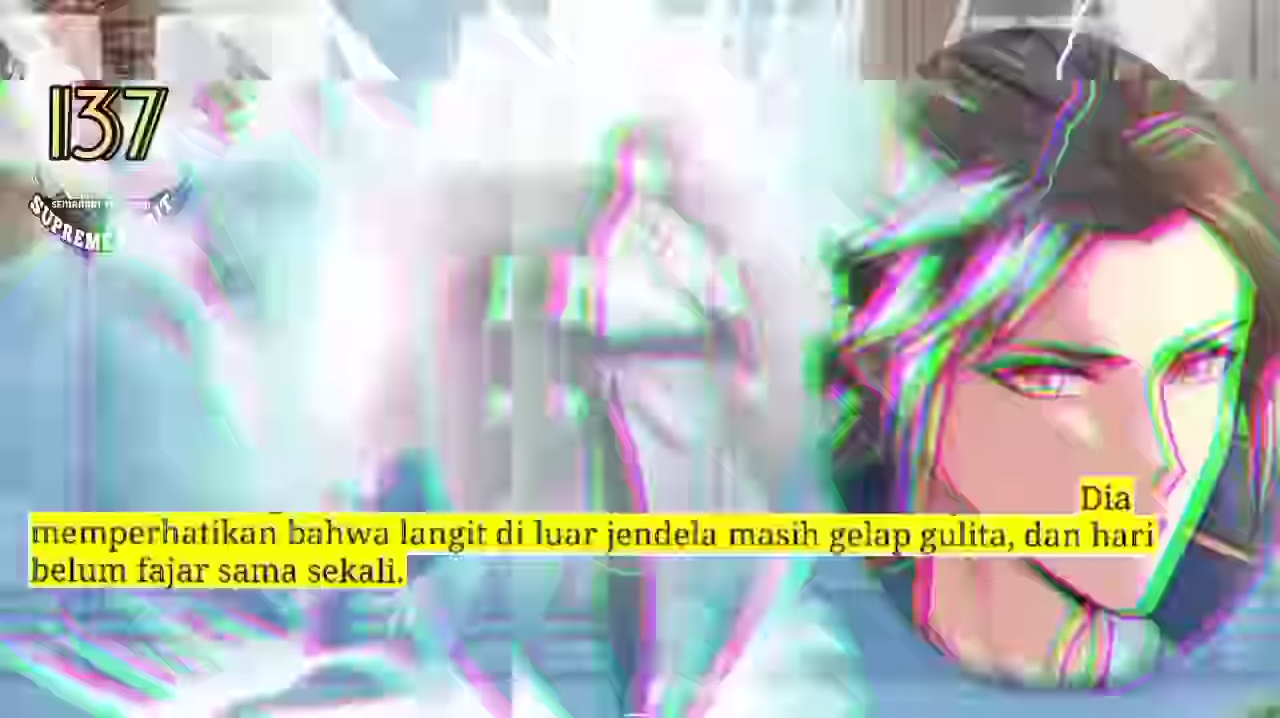 137
SUPREME
Dia
memperhatikan bahwa langit di luar jendela masih gelap gulita, dan hari
belum fajar sama sekali.